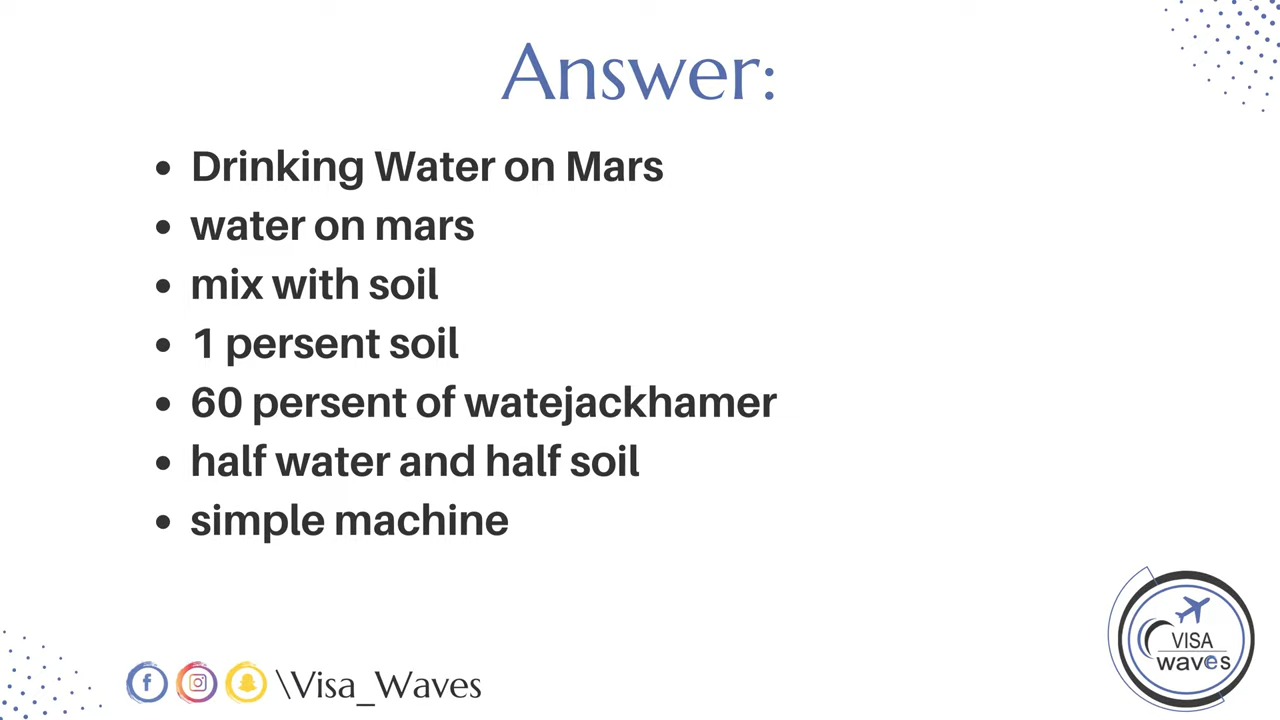 Answer:
Drinking Water on Mars
water on mars
mix with soil
1 persent soil
60 persent of watejackhamer
half water and half soil
simple machine
\Visa_Waves
VISA
waves